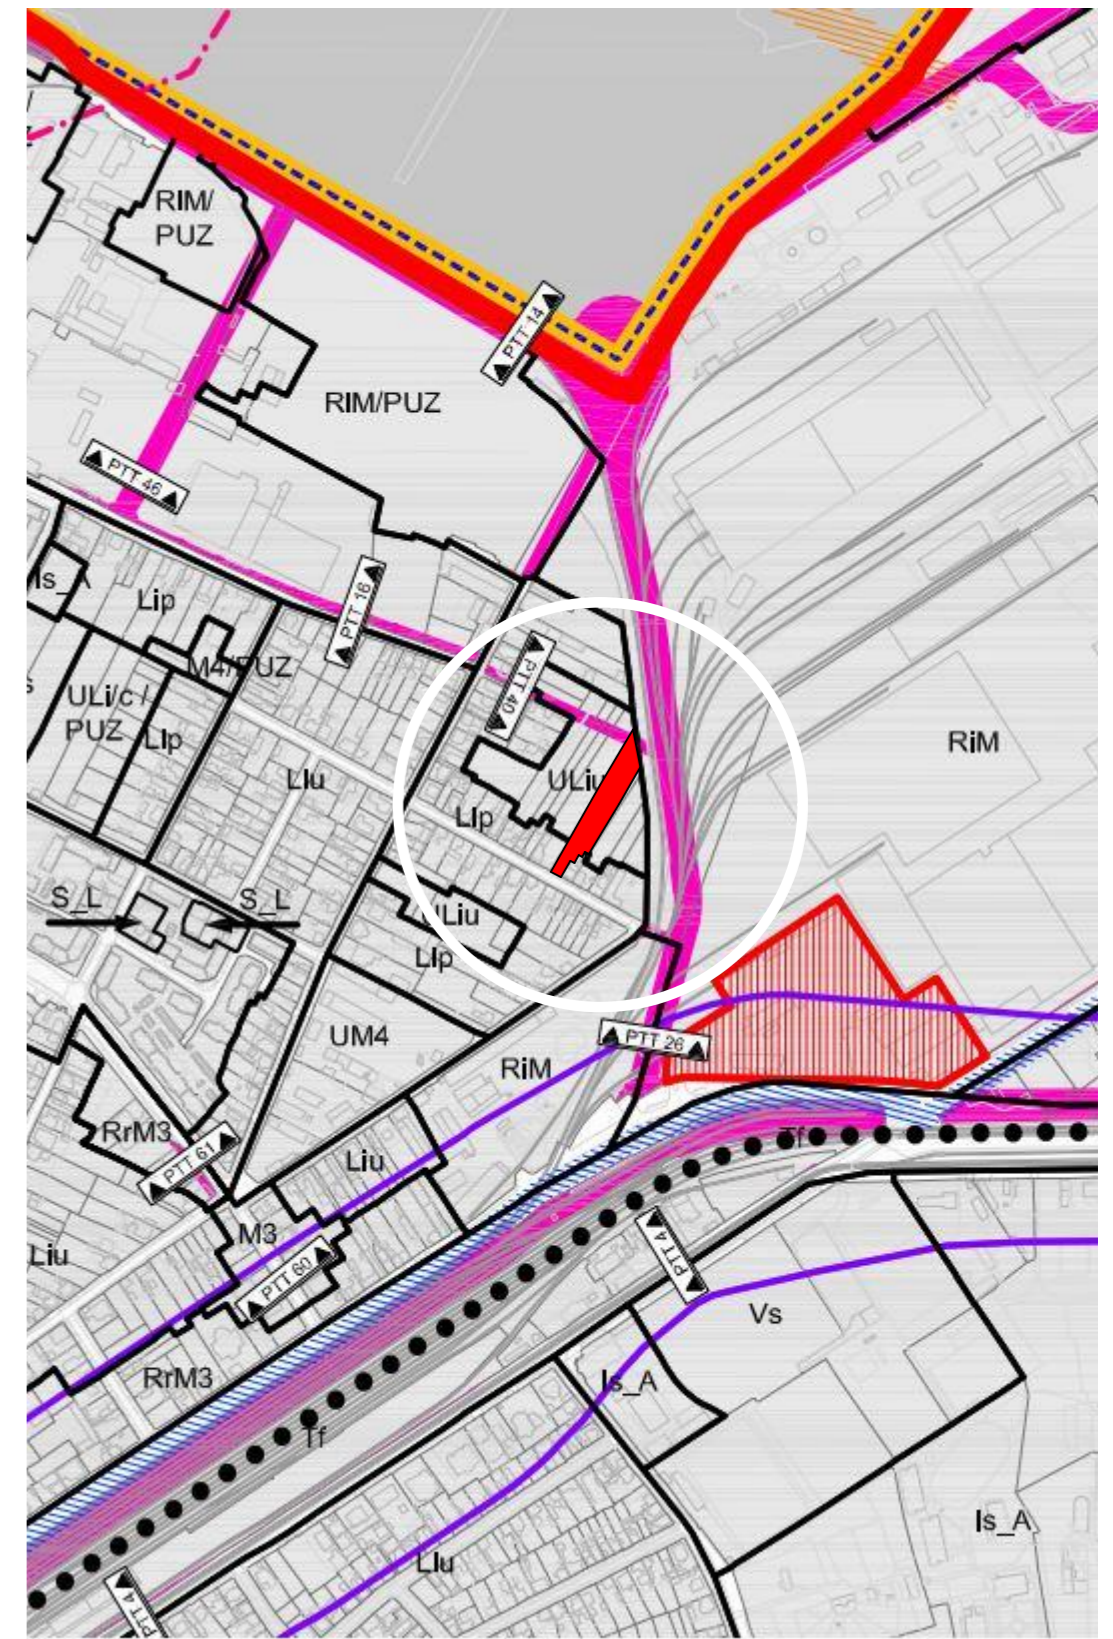 RIM/
PUZ
PTT 14
RIM/PUZ
PTT 46
PTT 16
Is_A
Lip
M4/PUZ
PTT 40
ULi/c /
PUZ
LIp
LIu
ULiu
RiM
LIp
S_L
S_L
ULiu
LIp
UM4
PTT 26
RiM
RrM3
PTT 61
Liu
Tf
M3
Liu
PTT 60
PTT 4
Vs
RrM3
Is_A
Tf
Is_A
LIu
PTT 4